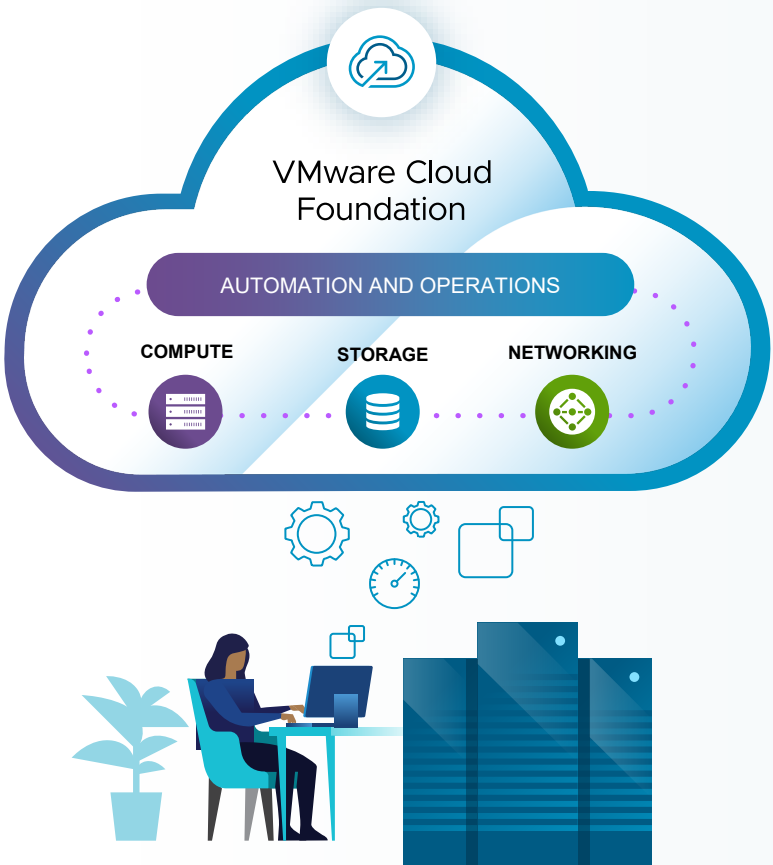 VMware Cloud
Foundation
AUTOMATION AND OPERATIONS
COMPUTE
STORAGE
NETWORKING